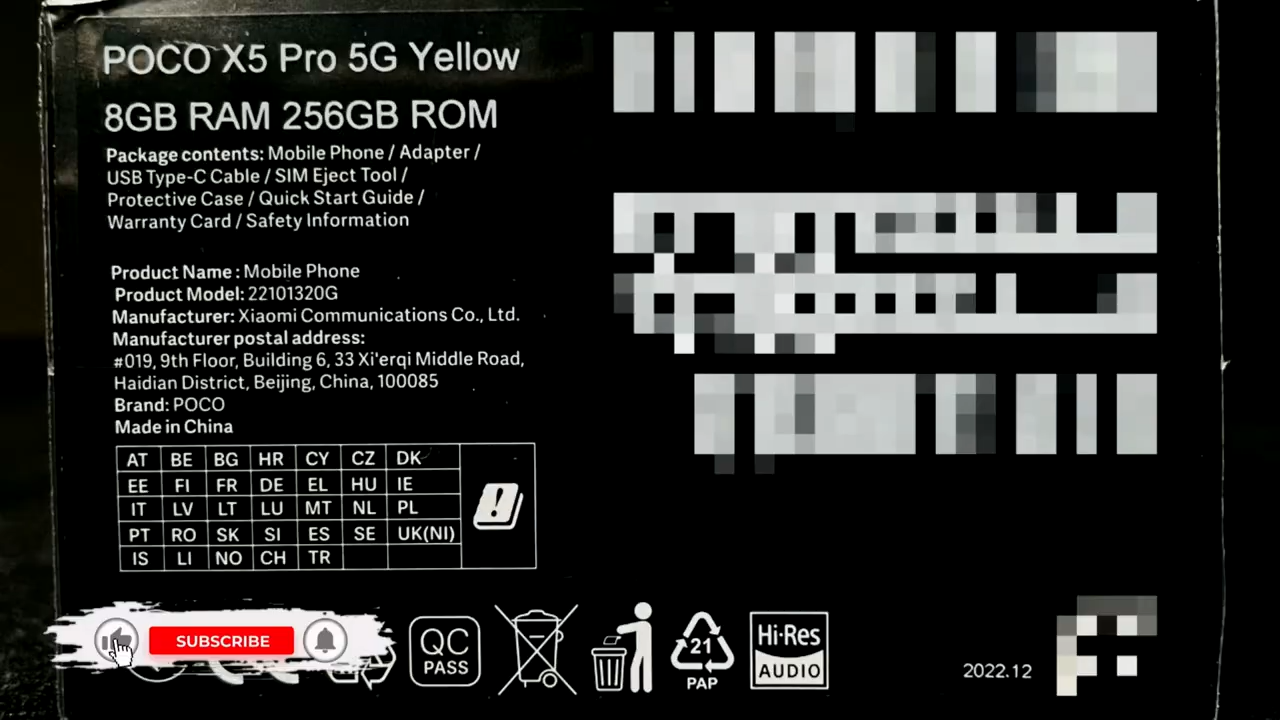 POCO X5 Pro 5G Yellow
8GB RAM 256GB ROM
Package contents: Mobile Phone / Adapter /
USB Type-C Cable / SIM Eject Tool /
Protective Case / Quick Start Guide /
Warranty Card / Safety Information
Product Name : Mobile Phone
Product Model: 22101320G
Manufacturer: Xiaomi Communications Co., Ltd.
Manufacturer postal address:
#019, 9th Floor, Building 6, 33 Xi'erqi Middle Road,
Haidian District, Beijing, China, 100085
Brand: POCO
Made in China
AT BE BG HR CY CZ DK
EE FI FR DE EL HU IE
IT LV LT LU MT NL PL
PT RO SK SI ES SE UK(NI)
IS LI NO CH TR
SUBSCRIBE
QC
PASS
21
PAP
Hi-Res
AUDIO
2022.12